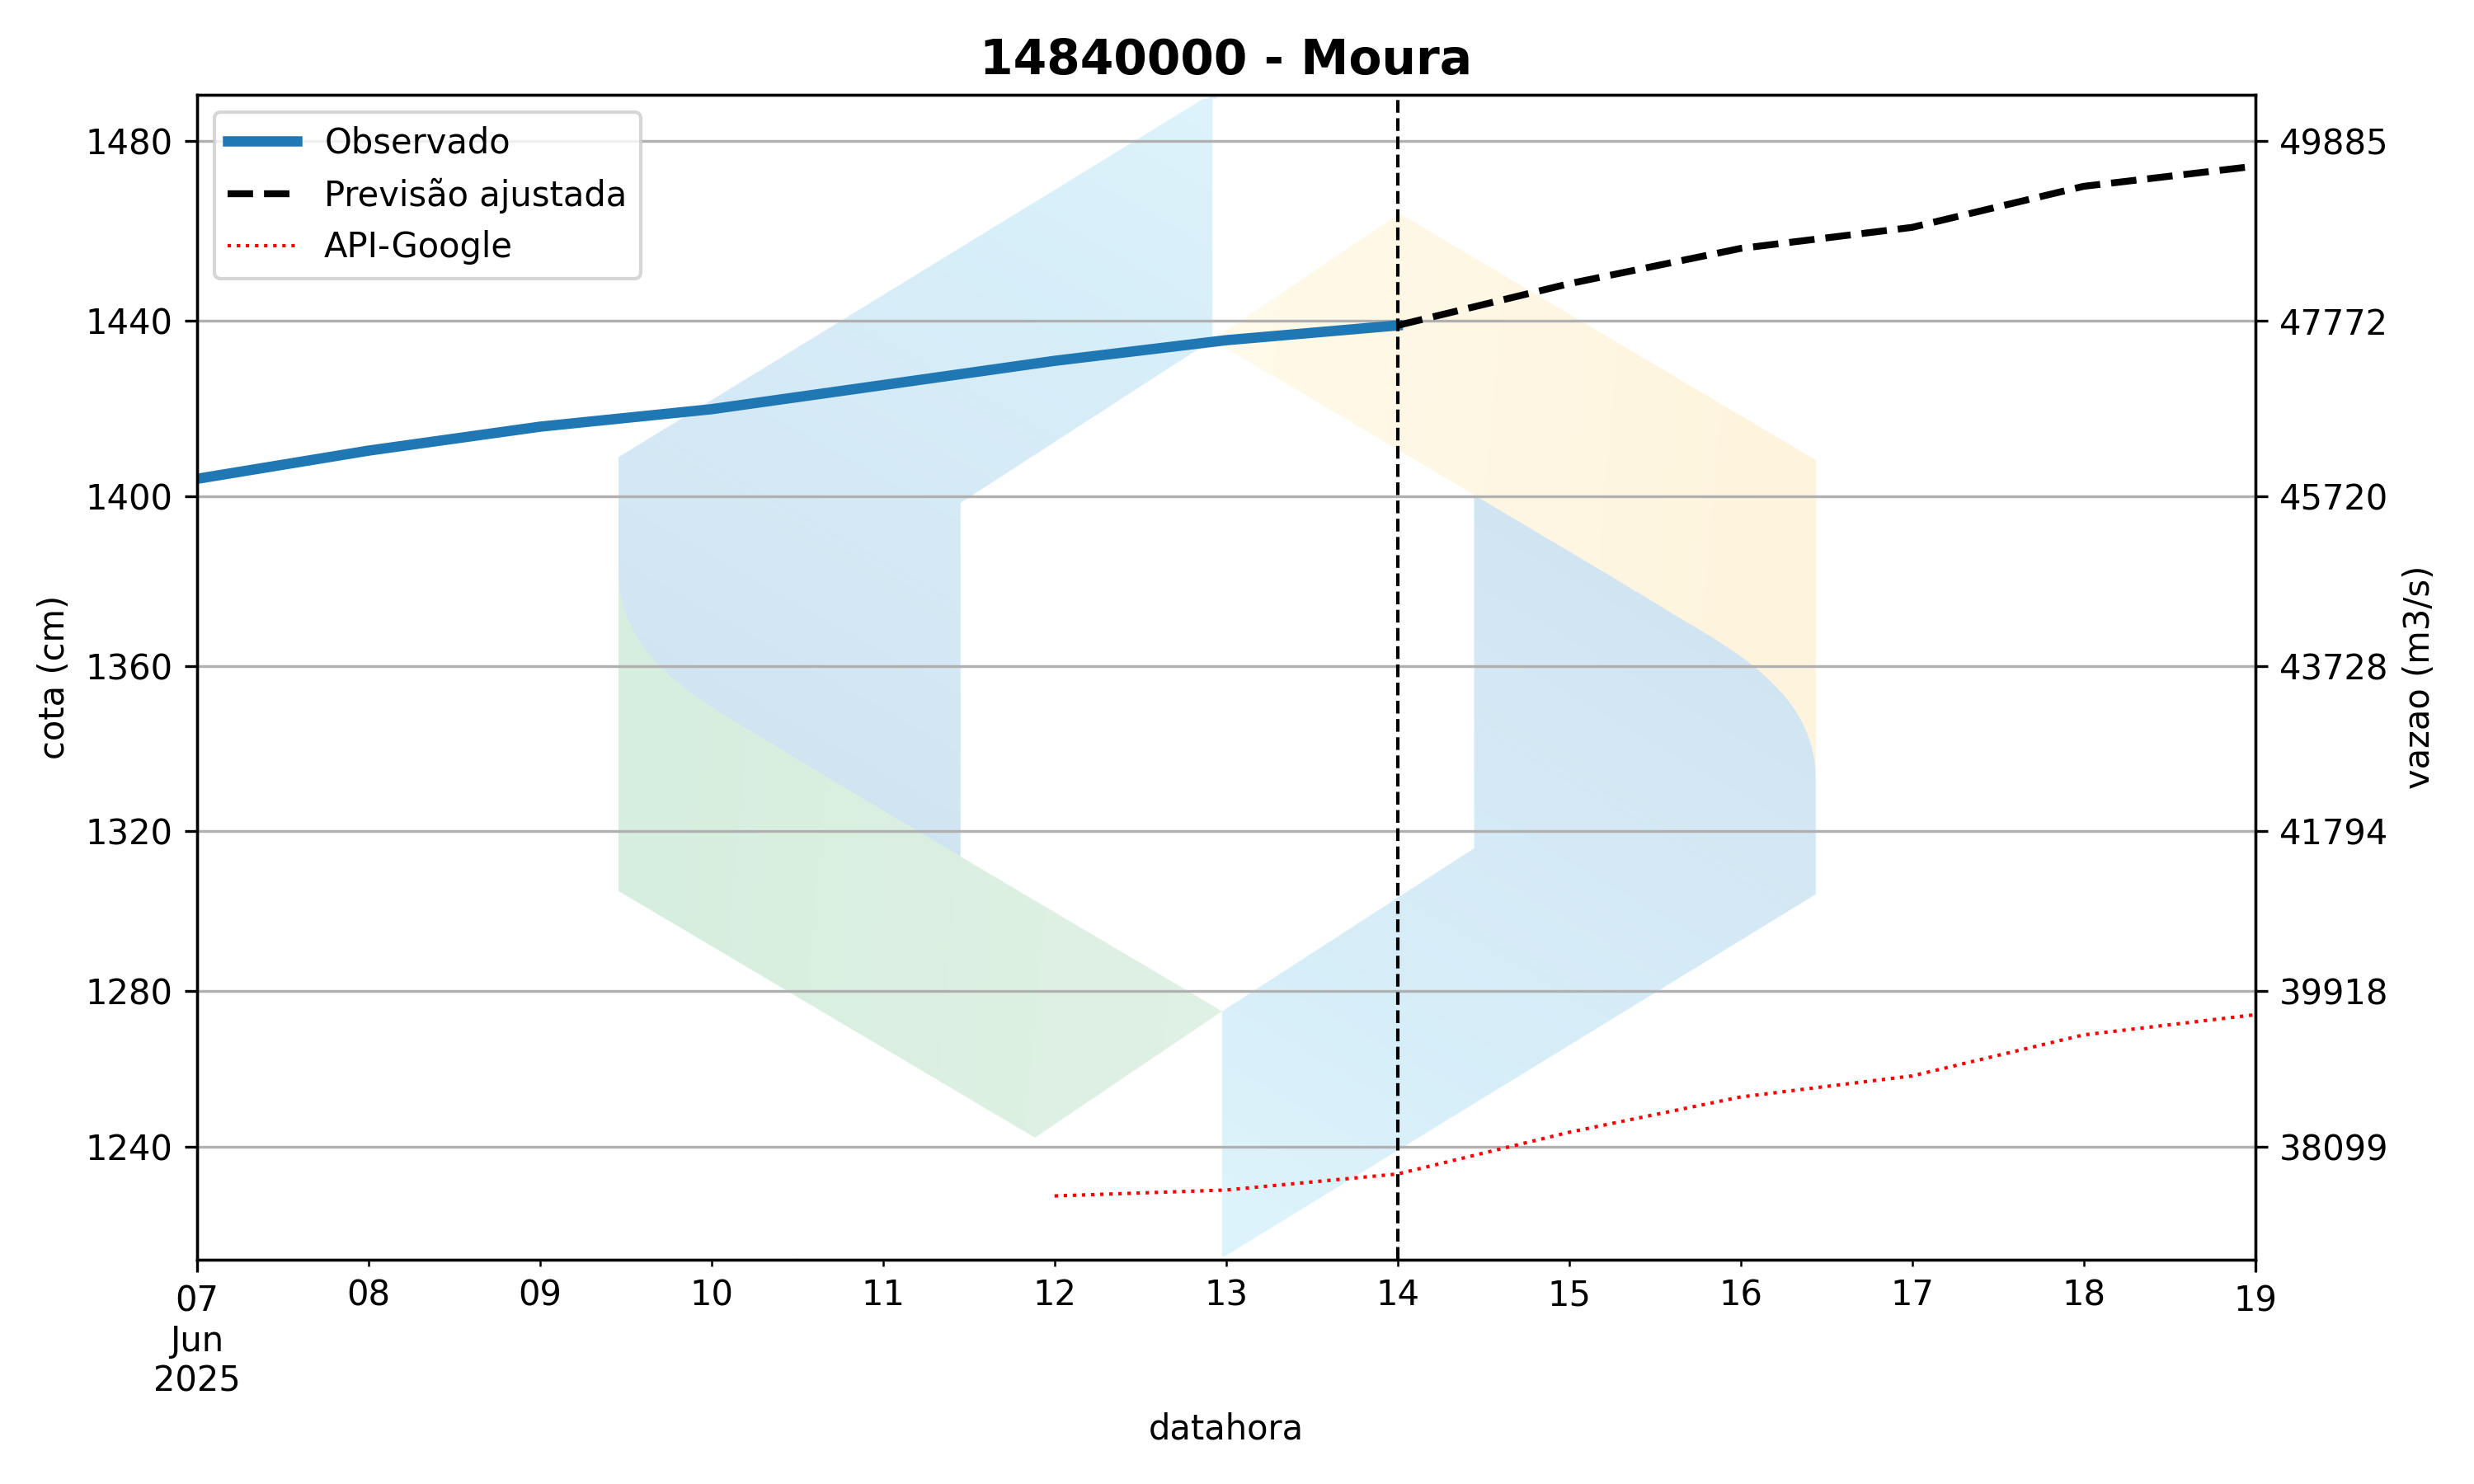 14840000 - Moura
Observado
Previsão ajustada
API-Google
1480
1440
1400
1360
1320
1280
1240
cota (cm)
49885
47772
45720
43728
41794
39918
38099
vazao (m3/s)
07 08 09 10 11 12 13 14 15 16 17 18 19
Jun
2025
datahora